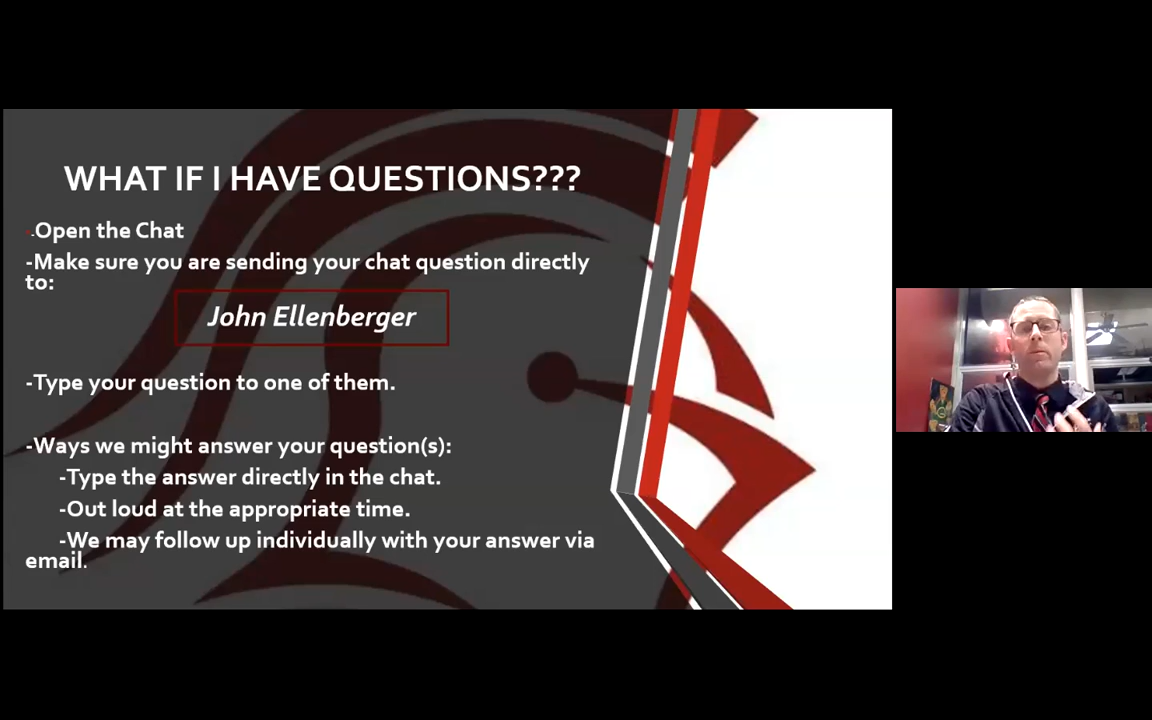 WHAT IF I HAVE QUESTIONS???
-Open the Chat
-Make sure you are sending your chat question directly
to:
John Ellenberger
-Type your question to one of them.
-Ways we might answer your question(s):
-Type the answer directly in the chat.
-Out loud at the appropriate time.
-We may follow up individually with your answer via
email.